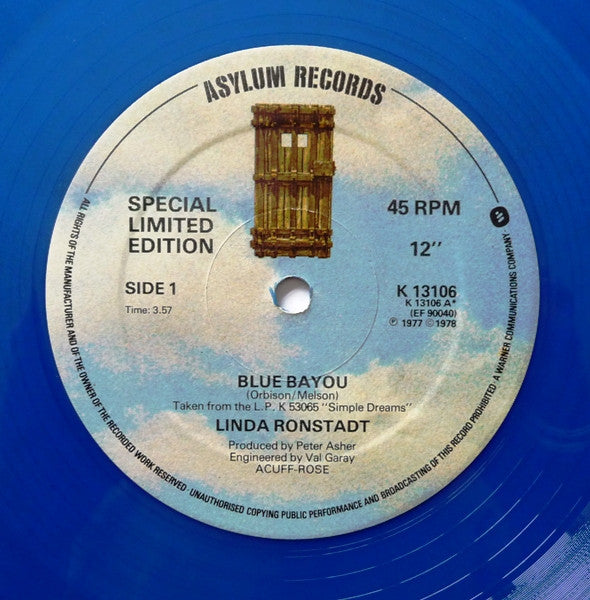 ASYLUM RECORDS
SPECIAL
LIMITED
EDITION
45 RPM
12"
SIDE 1
Time: 3.57
K 13106
K 13106 A*
(EF 90040)
℗ 1977 © 1978
BLUE BAYOU
(Orbison/Melson)
Taken from the L.P. K 53065 "Simple Dreams"
LINDA RONSTADT
Produced by Peter Asher
Engineered by Val Garay
ACUFF-ROSE
ALL RIGHTS OF THE MANUFACTURER AND OF THE OWNER OF THE RECORDED WORK RESERVED · UNAUTHORISED COPYING PUBLIC PERFORMANCE AND BROADCASTING OF THIS RECORD PROHIBITED · A WARNER COMMUNICATIONS COMPANY